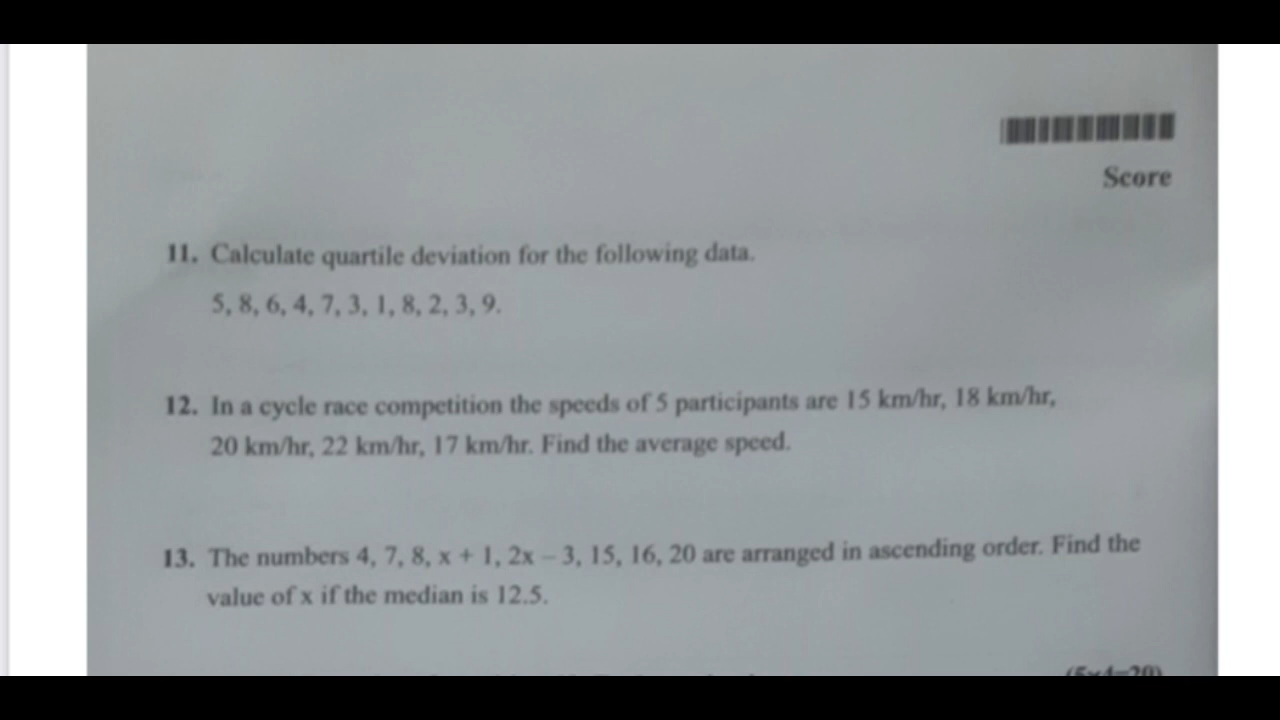 Score
11. Calculate quartile deviation for the following data.
5, 8, 6, 4, 7, 3, 1, 8, 2, 3, 9.
12. In a cycle race competition the speeds of 5 participants are 15 km/hr, 18 km/hr,
20 km/hr, 22 km/hr, 17 km/hr. Find the average speed.
13. The numbers 4, 7, 8, x + 1, 2x – 3, 15, 16, 20 are arranged in ascending order. Find the
value of x if the median is 12.5.